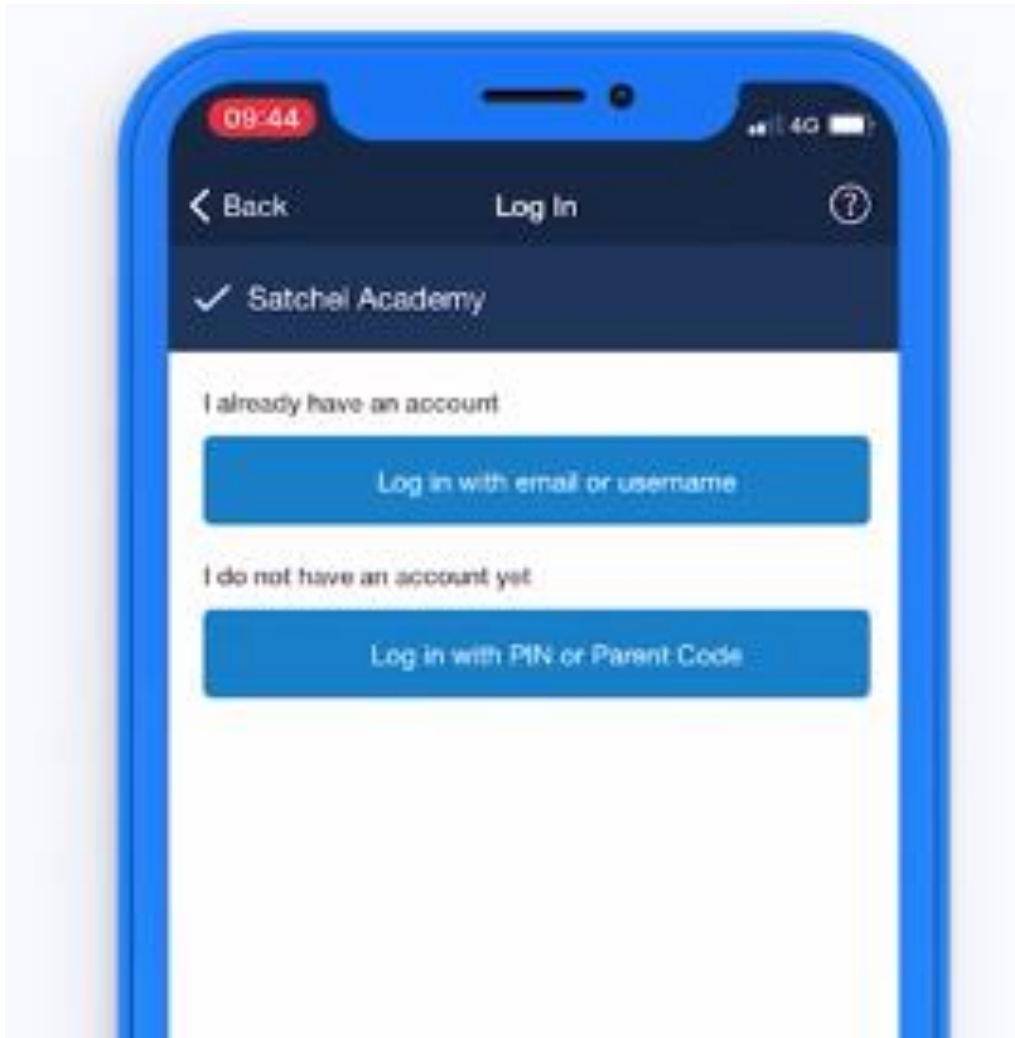 09:44
4G
Back
Log In
?
Satchel Academy
I already have an account
Log in with email or username
I do not have an account yet
Log in with PIN or Parent Code